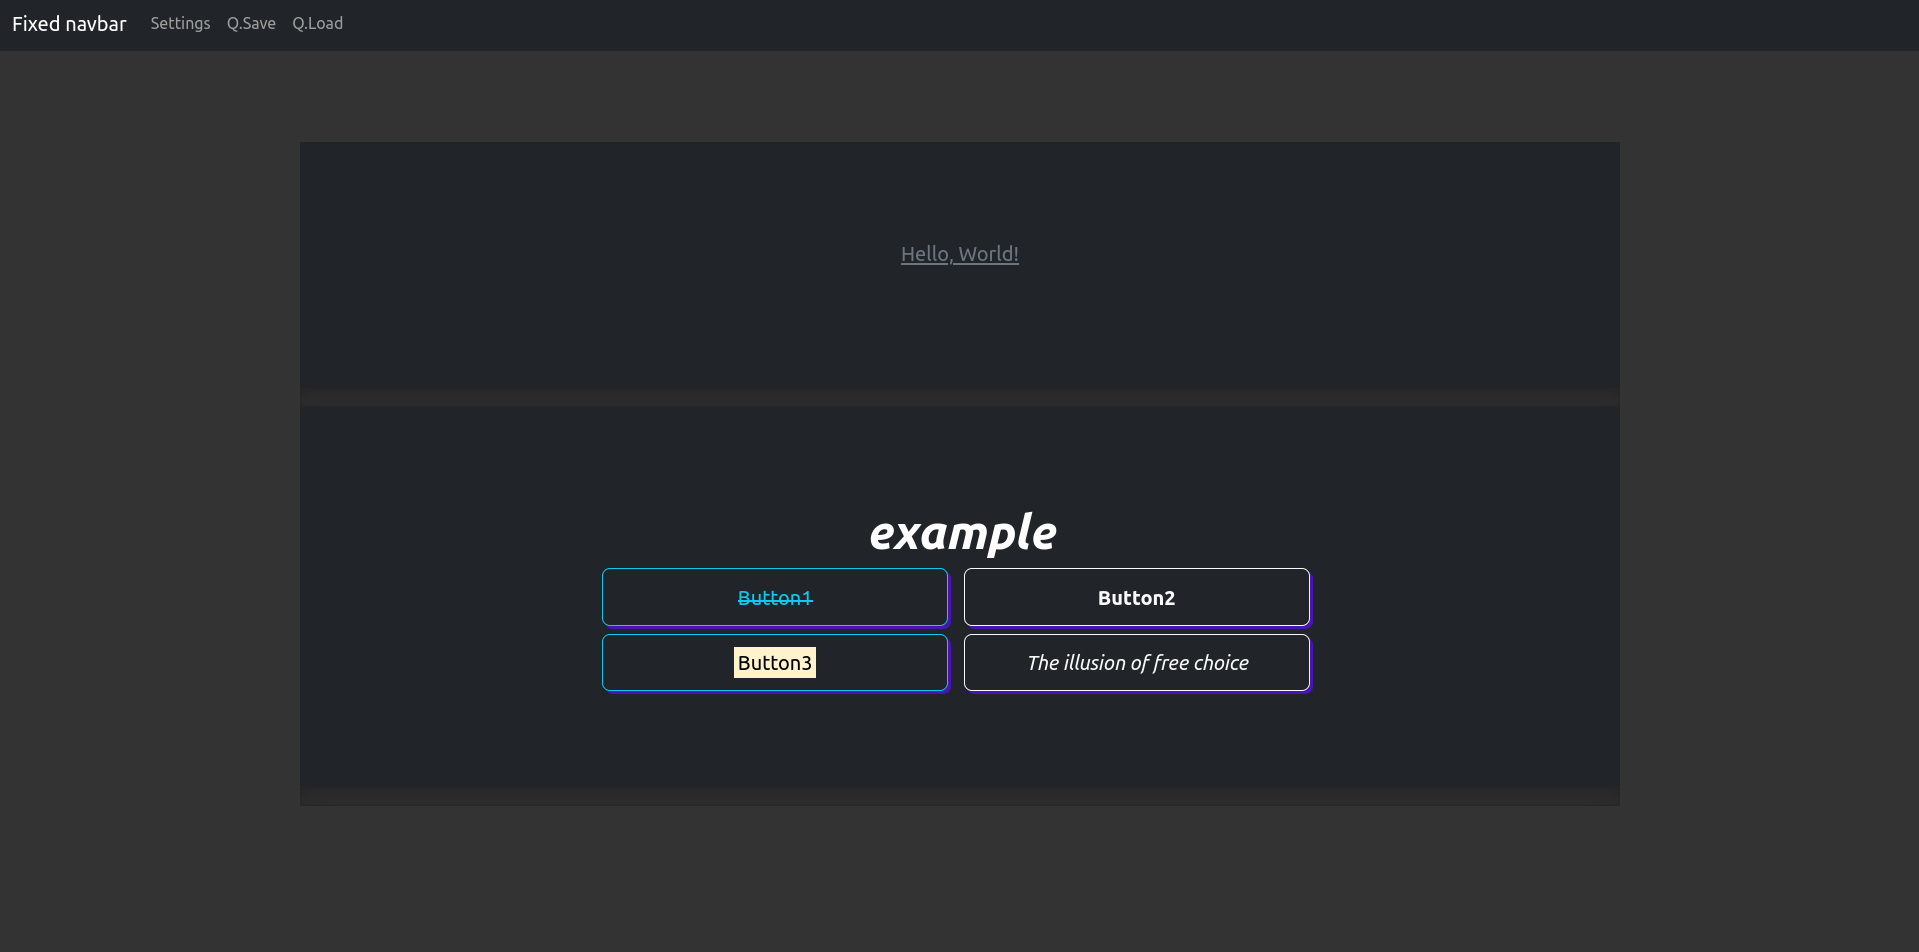 Fixed navbar Settings Q.Save Q.Load
Hello, World!
example
Button1 Button2
Button3 The illusion of free choice